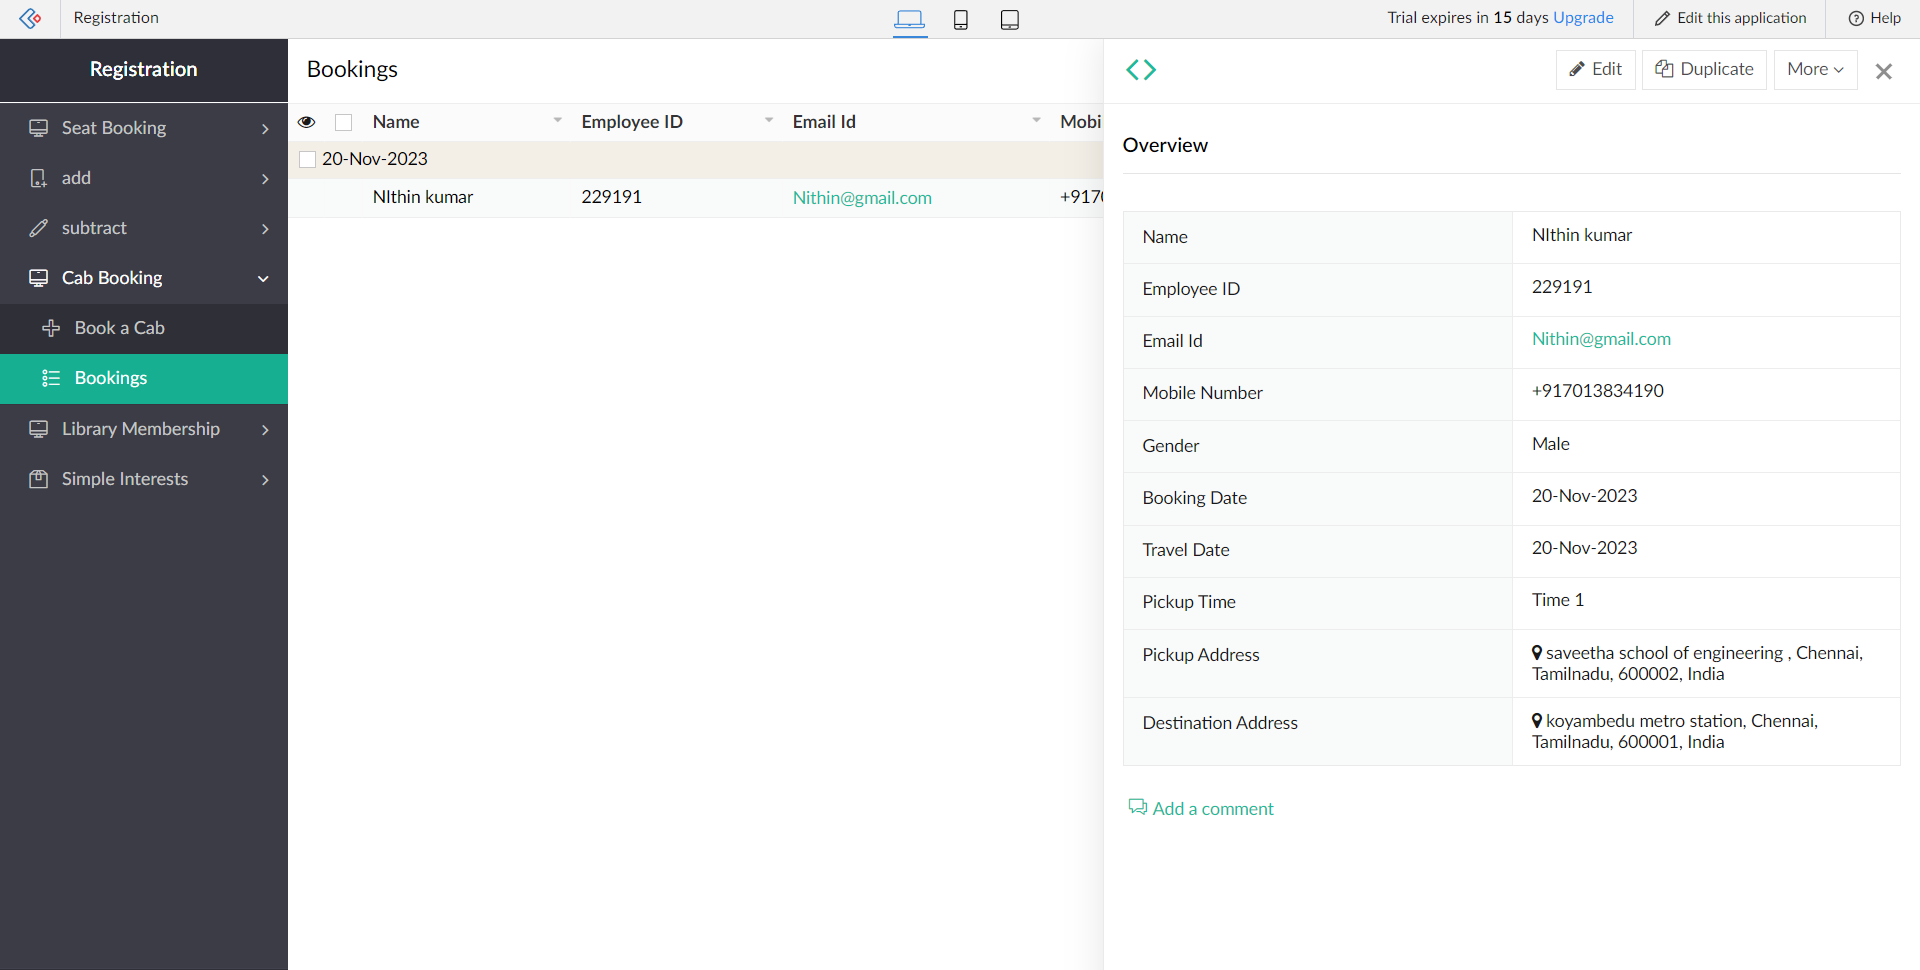 Registration
Trial expires in 15 days Upgrade
Edit this application
Help
Registration
Seat Booking
add
subtract
Cab Booking
Book a Cab
Bookings
Library Membership
Simple Interests
Bookings
Name Employee ID Email Id Mobi
20-Nov-2023
NIthin kumar 229191 Nithin@gmail.com +917
Edit
Duplicate
More
Overview
Name NIthin kumar
Employee ID 229191
Email Id Nithin@gmail.com
Mobile Number +917013834190
Gender Male
Booking Date 20-Nov-2023
Travel Date 20-Nov-2023
Pickup Time Time 1
Pickup Address saveetha school of engineering , Chennai,
Tamilnadu, 600002, India
Destination Address koyambedu metro station, Chennai,
Tamilnadu, 600001, India
Add a comment